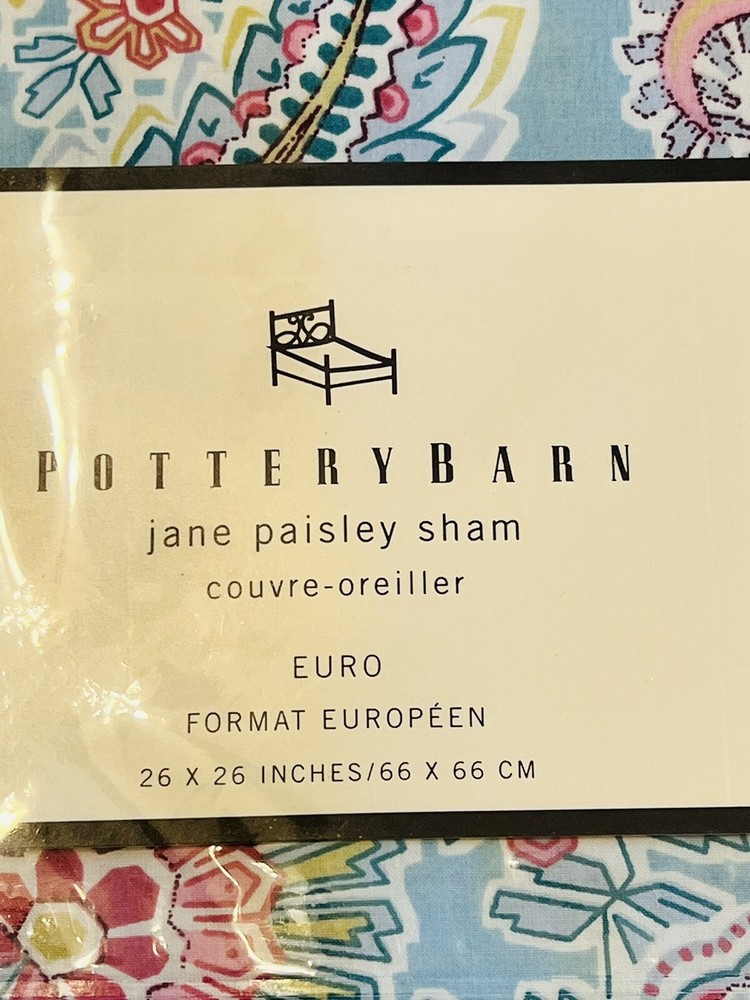 POTTERYBARN
jane paisley sham
couvre-oreiller
EURO
FORMAT EUROPÉEN
26 X 26 INCHES/66 X 66 CM